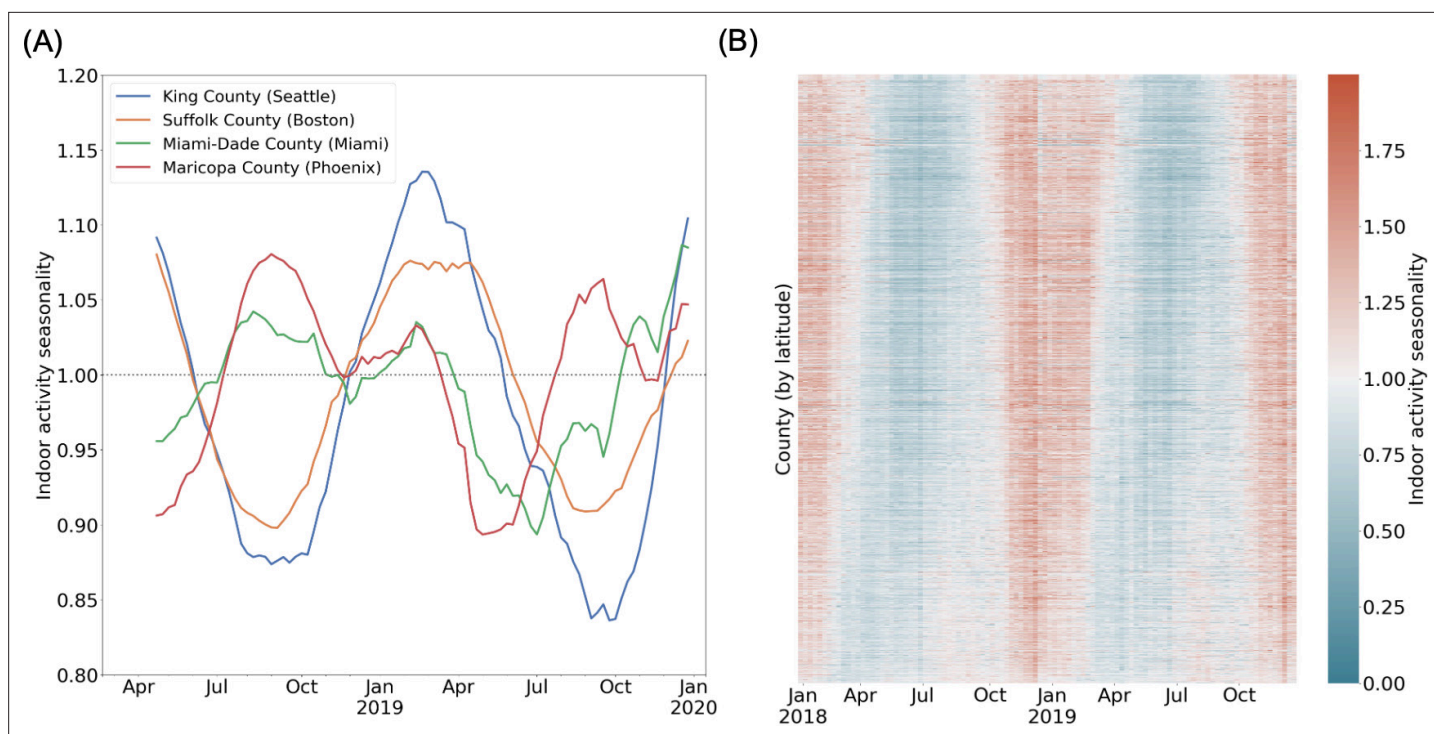 (A)
1.20
1.15
1.10
1.05
1.00
0.95
0.90
0.85
0.80
Indoor activity seasonality
King County (Seattle)
Suffolk County (Boston)
Miami-Dade County (Miami)
Maricopa County (Phoenix)
Apr Jul Oct Jan Apr Jul Oct Jan
2019 2020
(B)
County (by latitude)
Jan Apr Jul Oct Jan Apr Jul Oct
2018 2019
1.75
1.50
1.25
1.00
0.75
0.50
0.25
0.00
Indoor activity seasonality